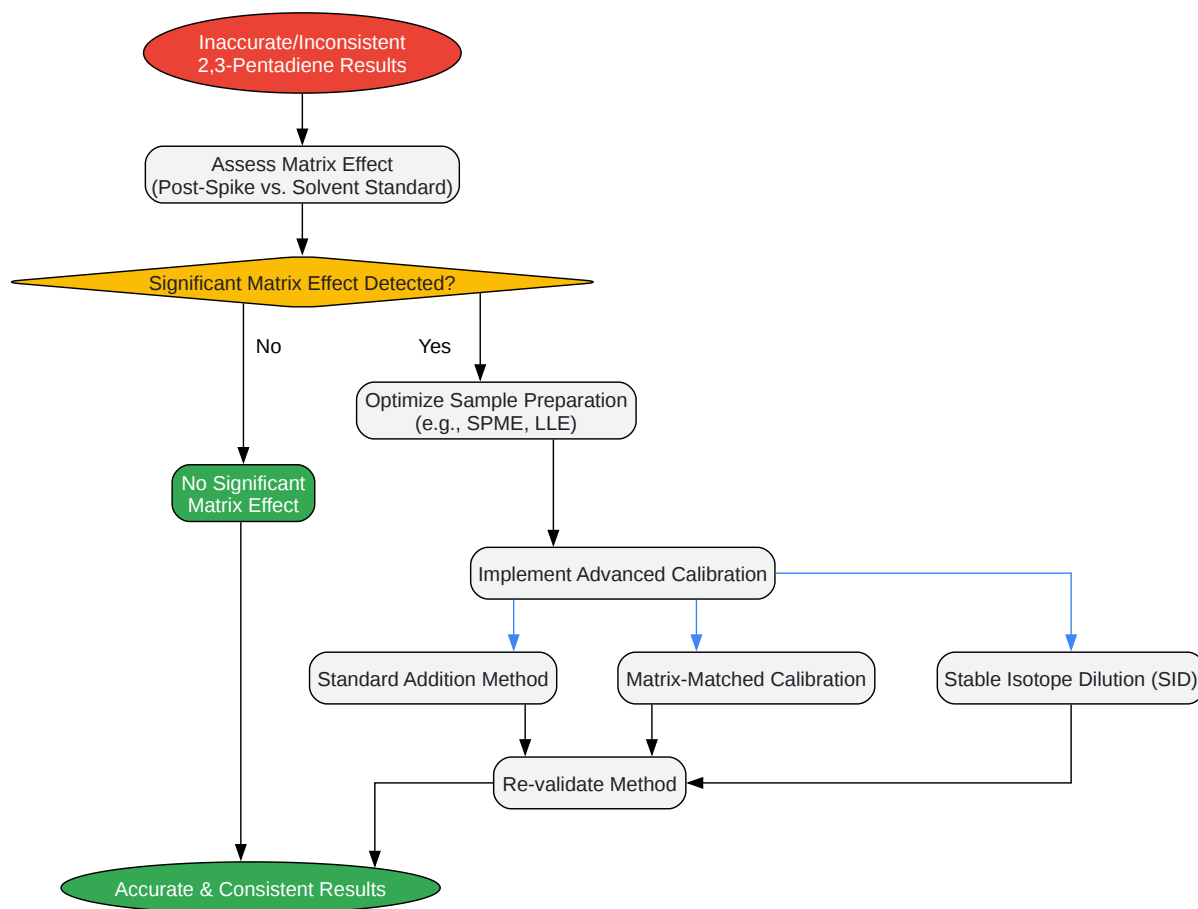 Inaccurate/Inconsistent
2,3-Pentadiene Results
Assess Matrix Effect
(Post-Spike vs. Solvent Standard)
Significant Matrix Effect Detected?
No
Yes
Optimize Sample Preparation
(e.g., SPME, LLE)
No Significant
Matrix Effect
Implement Advanced Calibration
Standard Addition Method
Matrix-Matched Calibration
Stable Isotope Dilution (SID)
Re-validate Method
Accurate & Consistent Results